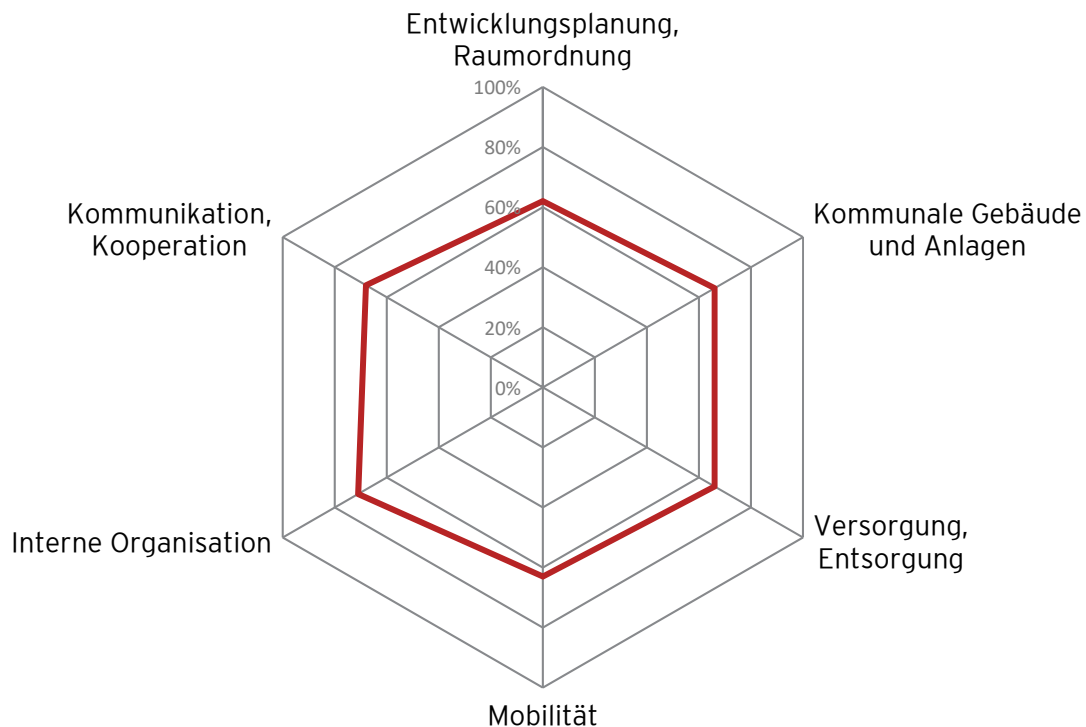 Entwicklungsplanung,
Raumordnung
100%
80%
60%
40%
20%
0%
Kommunale Gebäude
und Anlagen
Versorgung,
Entsorgung
Mobilität
Interne Organisation
Kommunikation,
Kooperation